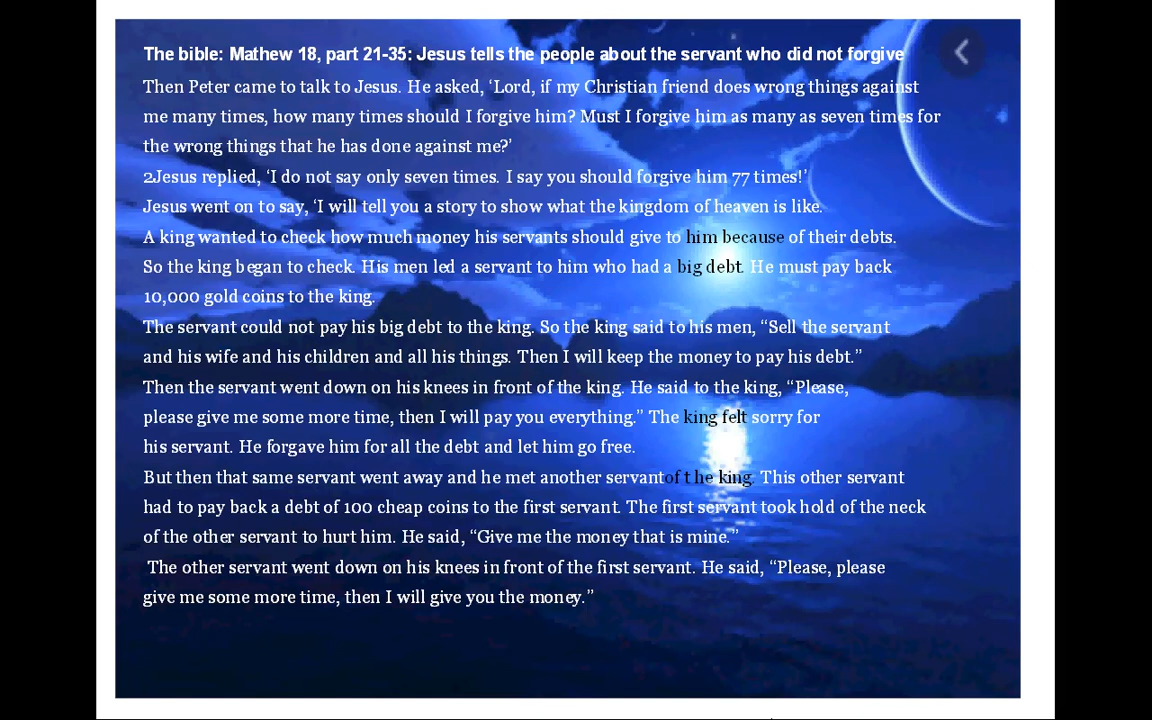 The bible: Mathew 18, part 21-35: Jesus tells the people about the servant who did not forgive
Then Peter came to talk to Jesus. He asked, ‘Lord, if my Christian friend does wrong things against
me many times, how many times should I forgive him? Must I forgive him as many as seven times for
the wrong things that he has done against me?’
2Jesus replied, ‘I do not say only seven times. I say you should forgive him 77 times!’
Jesus went on to say, ‘I will tell you a story to show what the kingdom of heaven is like.
A king wanted to check how much money his servants should give to him because of their debts.
So the king began to check. His men led a servant to him who had a big debt. He must pay back
10,000 gold coins to the king.
The servant could not pay his big debt to the king. So the king said to his men, “Sell the servant
and his wife and his children and all his things. Then I will keep the money to pay his debt.”
Then the servant went down on his knees in front of the king. He said to the king, “Please,
please give me some more time, then I will pay you everything.” The king felt sorry for
his servant. He forgave him for all the debt and let him go free.
But then that same servant went away and he met another servantof t he king. This other servant
had to pay back a debt of 100 cheap coins to the first servant. The first servant took hold of the neck
of the other servant to hurt him. He said, “Give me the money that is mine.”
The other servant went down on his knees in front of the first servant. He said, “Please, please
give me some more time, then I will give you the money.”